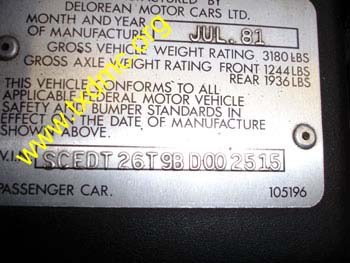 DELOREAN MOTOR CARS LTD.
MONTH AND YEAR
OF MANUFACTURE JUL. 81
GROSS VEHICLE WEIGHT RATING 3180 LBS
GROSS AXLE WEIGHT RATING FRONT 1244 LBS
REAR 1936 LBS
THIS VEHICLE CONFORMS TO ALL
APPLICABLE FEDERAL MOTOR VEHICLE
SAFETY AND BUMPER STANDARDS IN
EFFECT ON THE DATE OF MANUFACTURE
SHOWN ABOVE.
V.I.N. SCEDT26T9BD002515
PASSENGER CAR. 105196